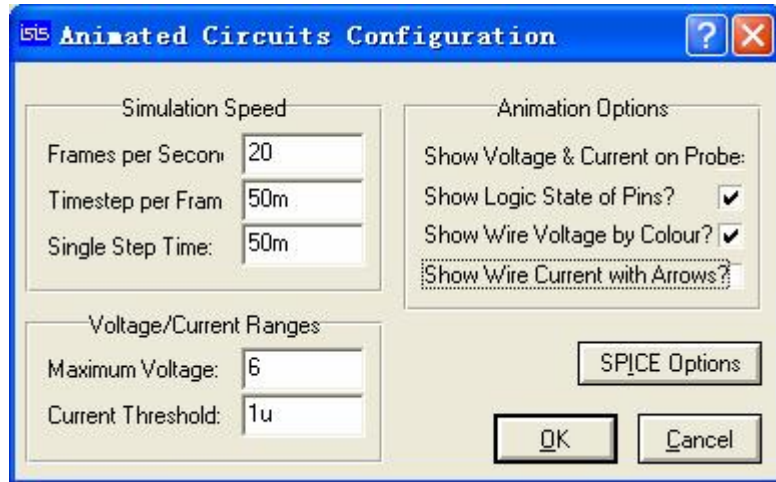 isis Animated Circuits Configuration
Simulation Speed
Frames per Secon
20
Timestep per Fram
50m
Single Step Time:
50m
Voltage/Current Ranges
Maximum Voltage:
6
Current Threshold:
1u
Animation Options
Show Voltage & Current on Probe:
Show Logic State of Pins?
Show Wire Voltage by Colour?
Show Wire Current with Arrows?
SPICE Options
OK
Cancel